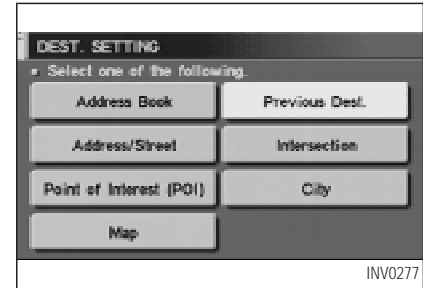 DEST. SETTING
Select one of the following.
Address Book
Previous Dest.
Address/Street
Intersection
Point of Interest (POI)
City
Map
INV0277